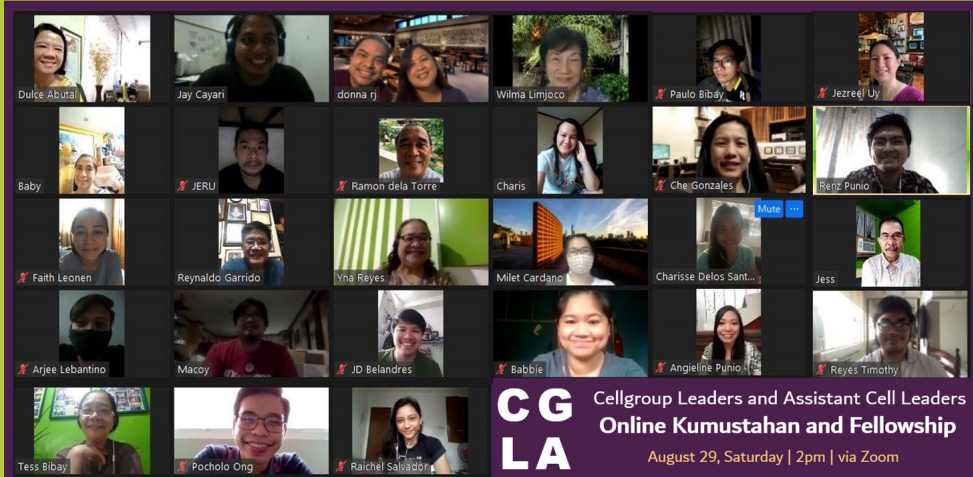 Dulce Abutal
Jay Cayari
donna rj
Wilma Limjoco
Paulo Bibay
Jezreel Uy
Baby
JERU
Ramon dela Torre
Charis
Che Gonzales
Renz Punio
Faith Leonen
Reynaldo Garrido
Yna Reyes
Milet Cardano
Mute ...
Charisse Delos Sant...
Jess
Arjee Lebantino
Macoy
JD Belandres
Babbie
Angieline Punio
Reyes Timothy
Tess Bibay
Pocholo Ong
Raichel Salvador
CG
LA
Cellgroup Leaders and Assistant Cell Leaders
Online Kumustahan and Fellowship
August 29, Saturday | 2pm | via Zoom